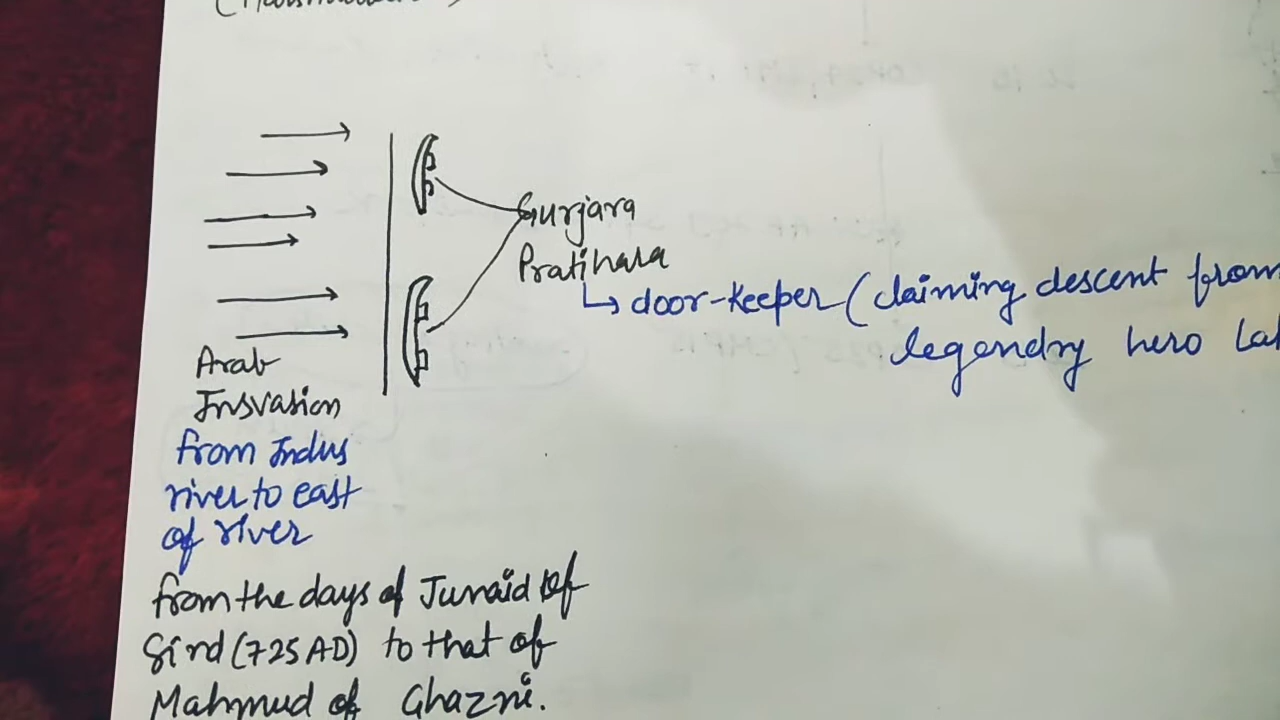 Gurjara
Pratihara
door-keeper (claiming descent from
legendry hero
Arab
Insvasion
from Indus
river to east
of river
from the days of Junaid of
Sind (725 AD) to that of
Mahmud of Ghazni.